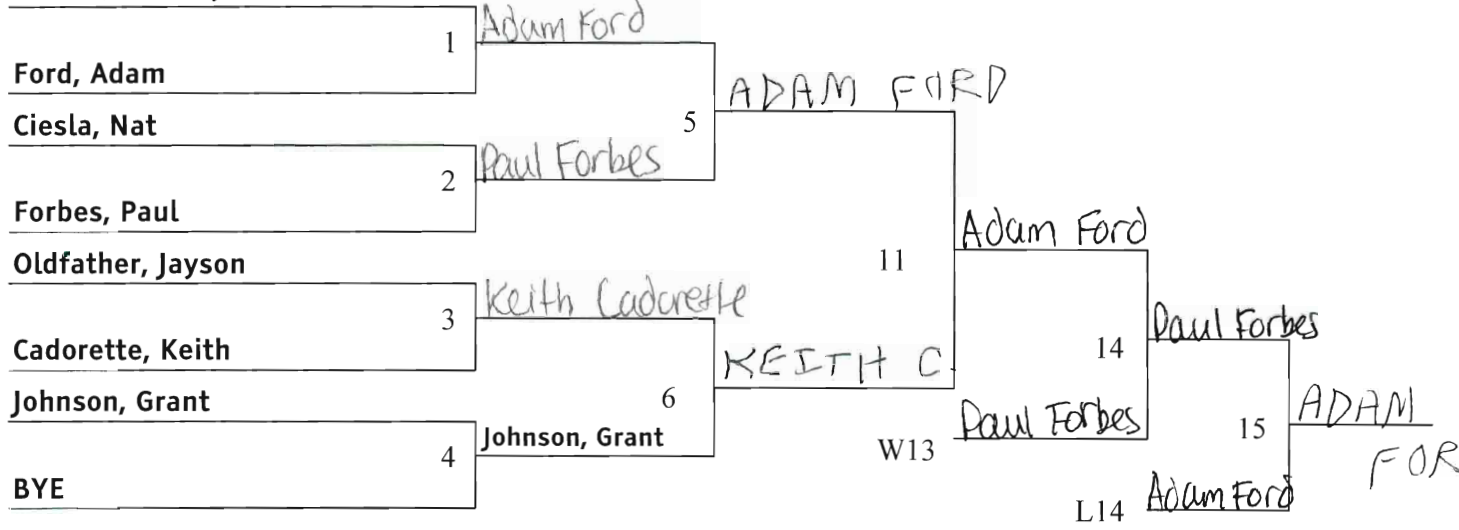 1 Adam Ford
Ford, Adam
ADAM FORD
5
Ciesla, Nat
2 Paul Forbes
Forbes, Paul
Adam Ford
11
Oldfather, Jayson
3 Keith Cadorette
Cadorette, Keith
14 Paul Forbes
KEITH C
Johnson, Grant
6
ADAM
15
FOR
4 Johnson, Grant
W13 Paul Forbes
BYE
L14 Adam Ford